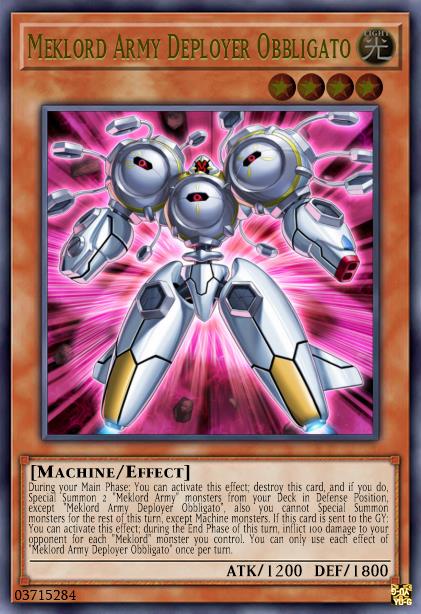 MEKLORD ARMY DEPLOYER OBBLIGATO
LIGHT
光
[MACHINE/EFFECT]
During your Main Phase: You can activate this effect; destroy this card, and if you do,
Special Summon 2 "Meklord Army" monsters from your Deck in Defense Position,
except "Meklord Army Deployer Obbligato", also you cannot Special Summon
monsters for the rest of this turn, except Machine monsters. If this card is sent to the GY:
You can activate this effect; during the End Phase of this turn, inflict 100 damage to your
opponent for each "Meklord" monster you control. You can only use each effect of
"Meklord Army Deployer Obbligato" once per turn.
ATK/1200 DEF/1800
03715284